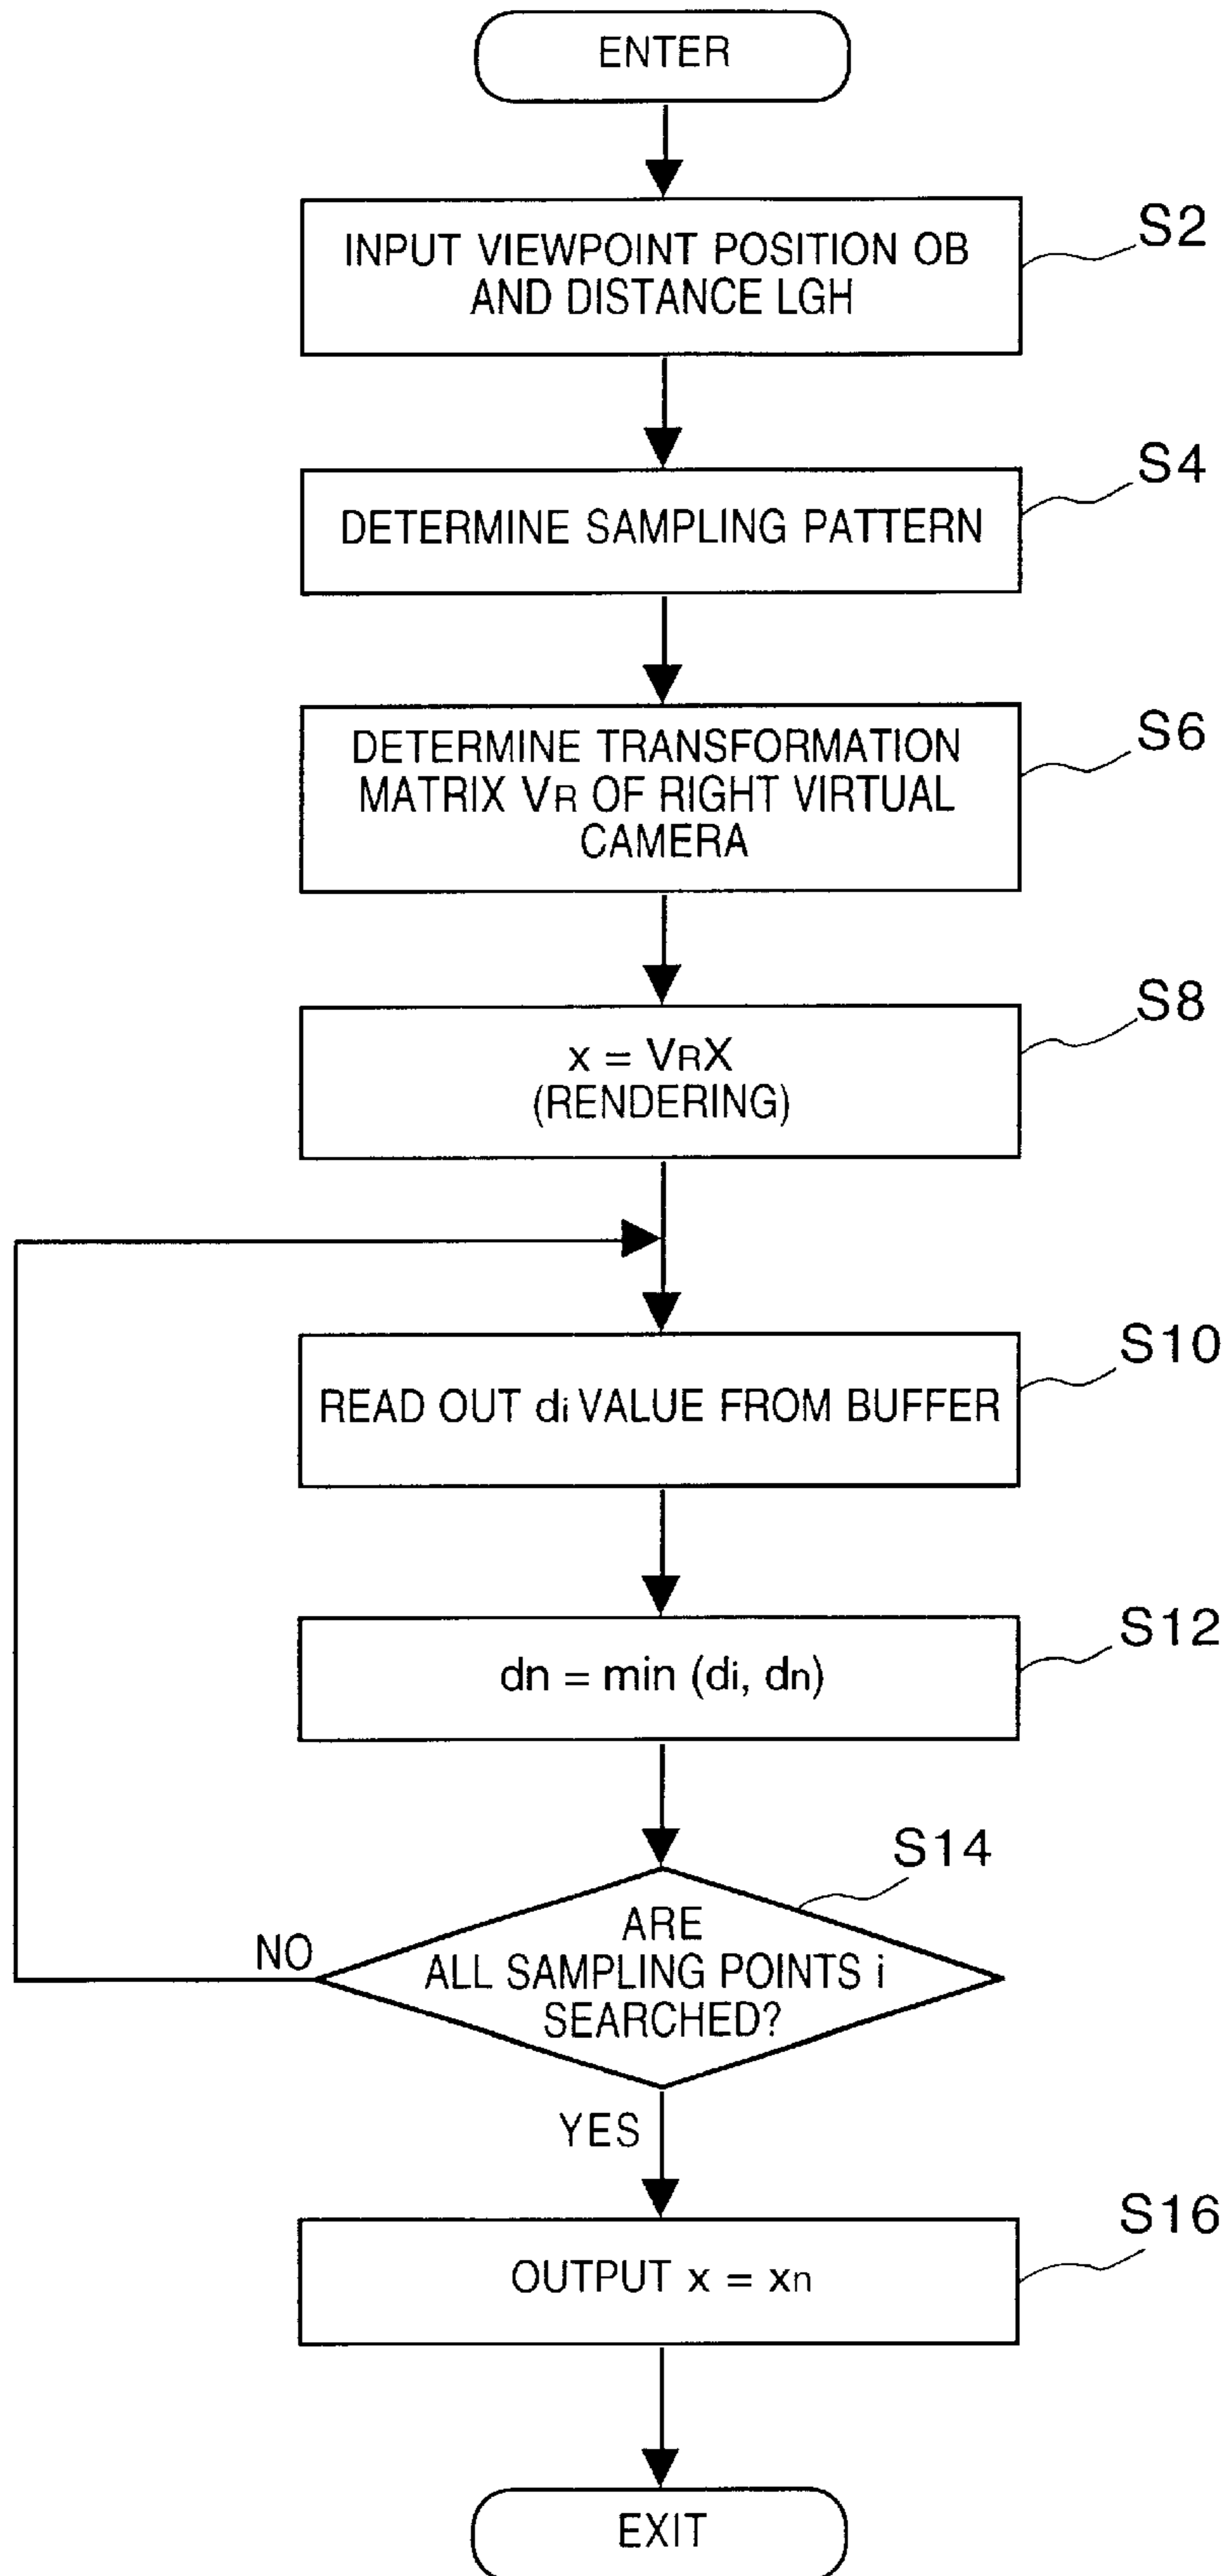 ENTER
S2
INPUT VIEWPOINT POSITION OB
AND DISTANCE LGH
S4
DETERMINE SAMPLING PATTERN
S6
DETERMINE TRANSFORMATION
MATRIX VR OF RIGHT VIRTUAL
CAMERA
S8
x = VRX
(RENDERING)
S10
READ OUT di VALUE FROM BUFFER
S12
dn = min (di, dn)
S14
ARE
ALL SAMPLING POINTS i
SEARCHED?
NO
YES
S16
OUTPUT x = xn
EXIT